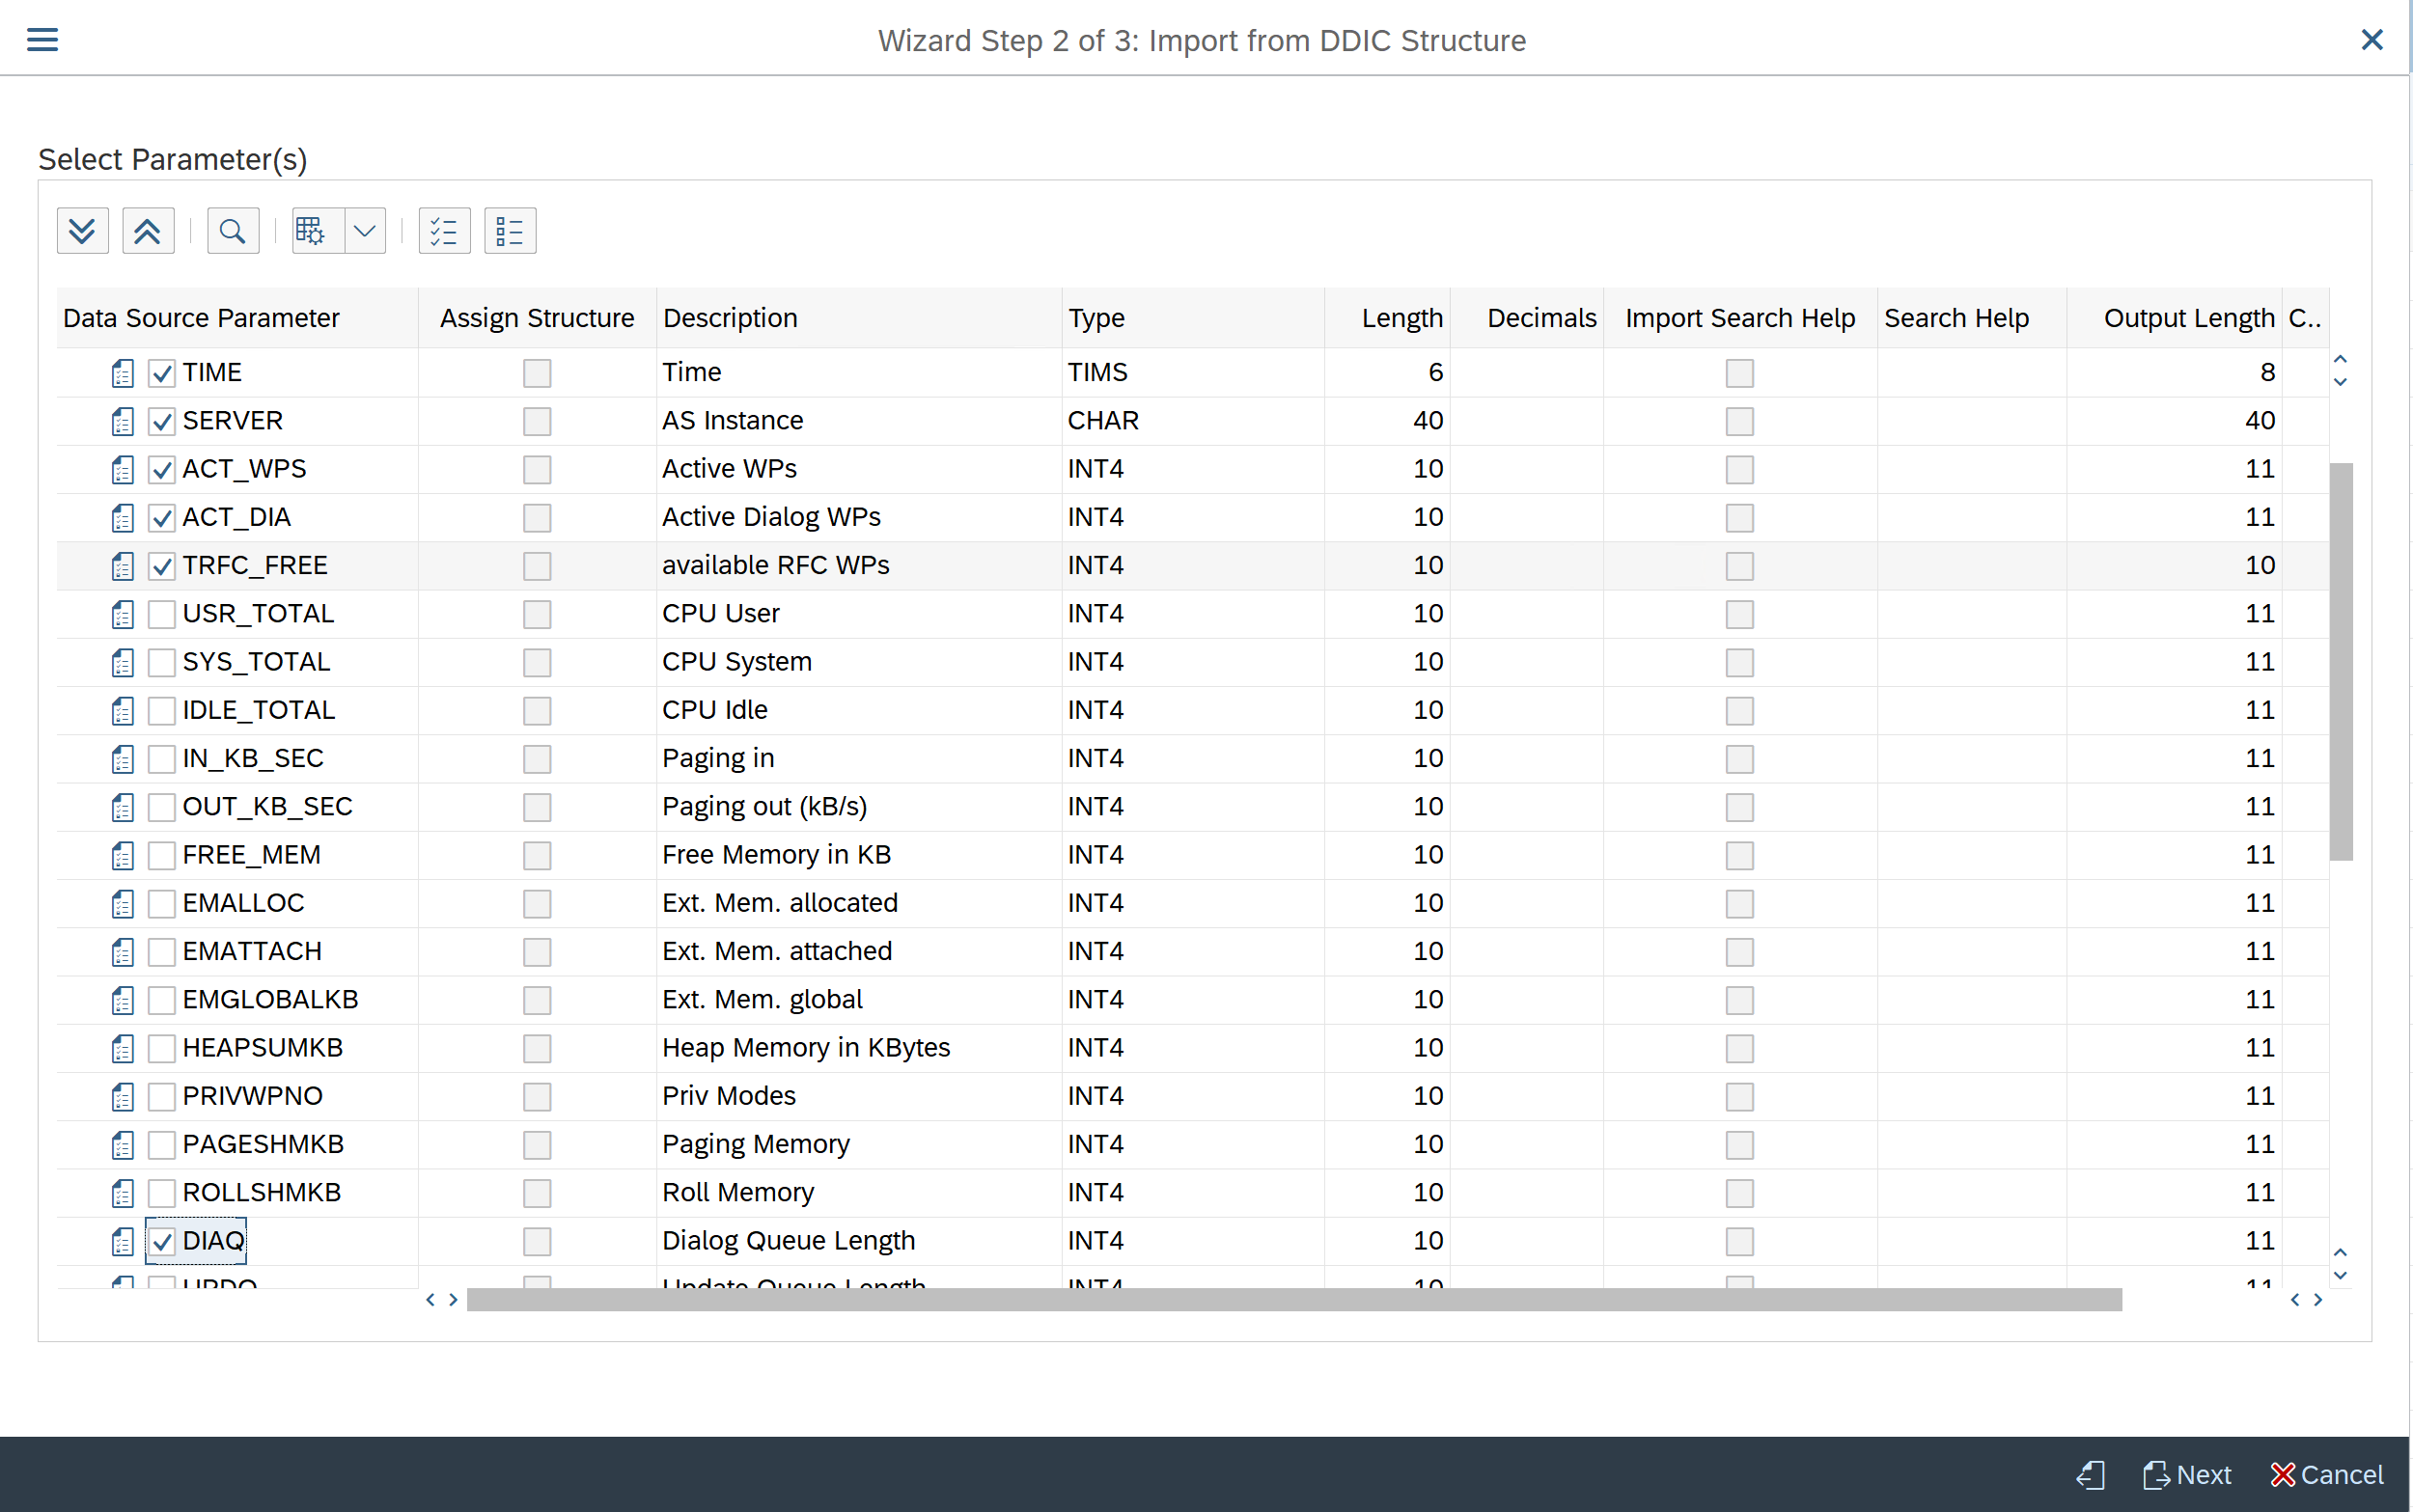 Wizard Step 2 of 3: Import from DDIC Structure
Select Parameter(s)
Data Source Parameter Assign Structure Description Type Length Decimals Import Search Help Search Help Output Length C..
TIME Time TIMS 6 8
SERVER AS Instance CHAR 40 40
ACT_WPS Active WPs INT4 10 11
ACT_DIA Active Dialog WPs INT4 10 11
TRFC_FREE available RFC WPs INT4 10 10
USR_TOTAL CPU User INT4 10 11
SYS_TOTAL CPU System INT4 10 11
IDLE_TOTAL CPU Idle INT4 10 11
IN_KB_SEC Paging in INT4 10 11
OUT_KB_SEC Paging out (kB/s) INT4 10 11
FREE_MEM Free Memory in KB INT4 10 11
EMALLOC Ext. Mem. allocated INT4 10 11
EMATTACH Ext. Mem. attached INT4 10 11
EMGLOBALKB Ext. Mem. global INT4 10 11
HEAPSUMKB Heap Memory in KBytes INT4 10 11
PRIVWPNO Priv Modes INT4 10 11
PAGESHMKB Paging Memory INT4 10 11
ROLLSHMKB Roll Memory INT4 10 11
DIAQ Dialog Queue Length INT4 10 11
Update Queue Length INT4 10 11
Next Cancel